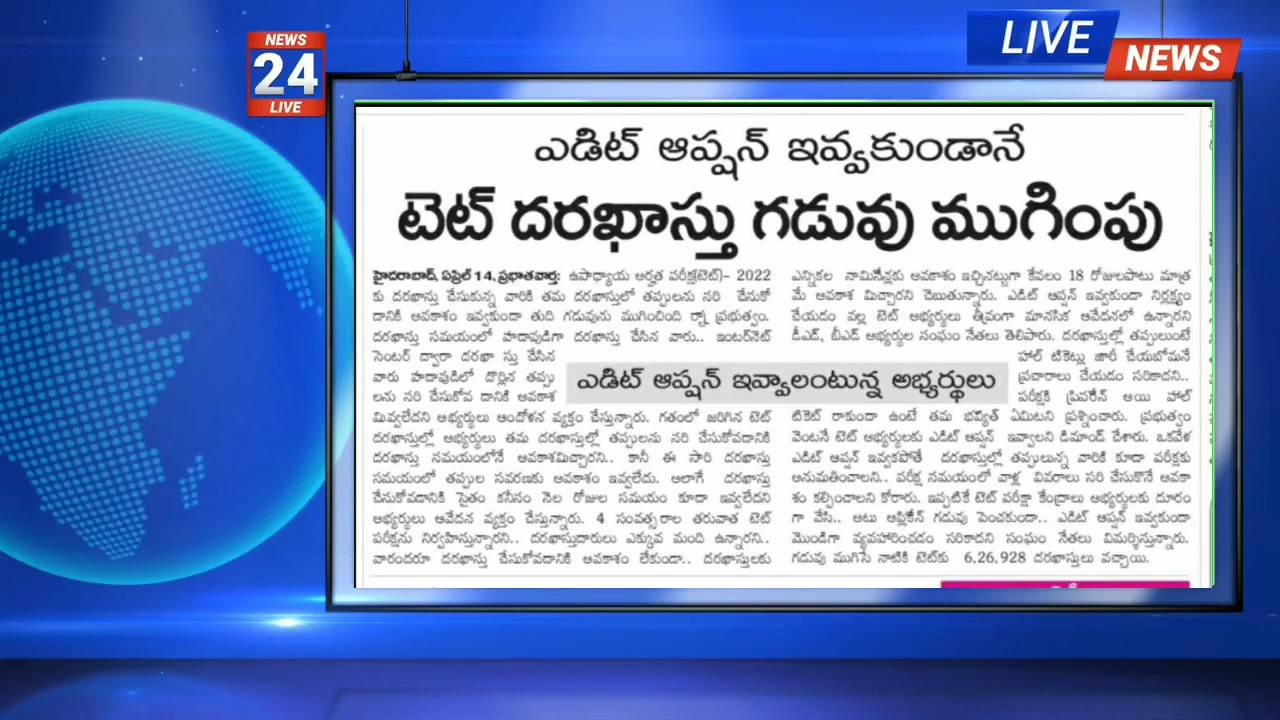 NEWS
24
LIVE
LIVE
NEWS
ఎడిట్ ఆప్షన్ ఇవ్వకుండానే
టెట్ దరఖాస్తు గడువు ముగింపు
హైదరాబాద్, ఏప్రిల్ 14, ప్రభాతవార్త: ఉపాధ్యాయ అర్హత పరీక్ష(టెట్)- 2022
కు దరఖాస్తు చేసుకున్న వారికి తమ దరఖాస్తులో తప్పులను సరి చేసుకో
డానికి అవకాశం ఇవ్వకుండా తుది గడువును ముగించింది రాష్ట్ర ప్రభుత్వం.
దరఖాస్తు సమయంలో హడావుడిగా దరఖాస్తు చేసిన వారు.. ఇంటర్‌నెట్
సెంటర్ ద్వారా దరఖా స్తు చేసిన
వారు హడావుడిలో దొర్లిన తప్పు
లను సరి చేసుకోవ డానికి అవకాశ
మివ్వలేదని అభ్యర్థులు ఆందోళన వ్యక్తం చేస్తున్నారు. గతంలో జరిగిన టెట్
దరఖాస్తుల్లో అభ్యర్థులు తమ దరఖాస్తుల్లో తప్పులను సరి చేసుకోవడానికి
దరఖాస్తు సమయంలోనే అవకాశమిచ్చారని.. కానీ ఈ సారి దరఖాస్తు
సమయంలో తప్పుల సవరణకు అవకాశం ఇవ్వలేదు. అలాగే దరఖాస్తు
చేసుకోవడానికి సైతం కనీసం నెల రోజుల సమయం కూడా ఇవ్వలేదని
అభ్యర్థులు ఆవేదన వ్యక్తం చేస్తున్నారు. 4 సంవత్సరాల తరువాత టెట్
పరీక్షను నిర్వహిస్తున్నారని.. దరఖాస్తుదారులు ఎక్కువ మంది ఉన్నారని..
వారందరూ దరఖాస్తు చేసుకోవడానికి అవకాశం లేకుండా.. దరఖాస్తులకు
ఎడిట్ ఆప్షన్ ఇవ్వాలంటున్న అభ్యర్థులు
ఎన్నికల నామినేషన్లకు అవకాశం ఇచ్చినట్టుగా కేవలం 18 రోజులపాటు మాత్ర
మే అవకాశ మిచ్చారని చెబుతున్నారు. ఎడిట్ ఆప్షన్ ఇవ్వకుండా నిర్లక్ష్యం
చేయడం వల్ల టెట్ అభ్యర్థులు తీవ్రంగా మానసిక ఆవేదనలో ఉన్నారని
డీఎడ్, బీఎడ్ అభ్యర్థుల సంఘం నేతలు తెలిపారు. దరఖాస్తుల్లో తప్పులుంటే
హాల్ టికెట్లు జారీ చేయబోమనే
ప్రచారాలు చేయడం సరికాదని..
పరీక్షకి ప్రిపరేన్ అయి హాల్
టికెట్ రాకుండా ఉంటే తమ భవిష్యత్ ఏమిటని ప్రశ్నించారు. ప్రభుత్వం
వెంటనే టెట్ అభ్యర్థులకు ఎడిట్ ఆప్షన్ ఇవ్వాలని డిమాండ్ చేశారు. ఒకవేళ
ఎడిట్ ఆప్షన్ ఇవ్వకపోతే దరఖాస్తుల్లో తప్పులున్న వారికి కూడా పరీక్షకు
అనుమతించాలని.. పరీక్ష సమయంలో వాళ్ల వివరాలు సరి చేసుకొనే అవకా
శం కల్పించాలని కోరారు. ఇప్పటికే టెట్ పరీక్షా కేంద్రాలు అభ్యర్థులకు దూరం
గా వేసి.. అటు అప్లికేషన్ గడువు పెంచకుండా.. ఎడిట్ ఆప్షన్ ఇవ్వకుండా
మొండిగా వ్యవహరించడం సరికాదని సంఘం నేతలు విమర్శిస్తున్నారు.
గడువు ముగిసే నాటికి టెట్‌కు 6,26,928 దరఖాస్తులు వచ్చాయి.